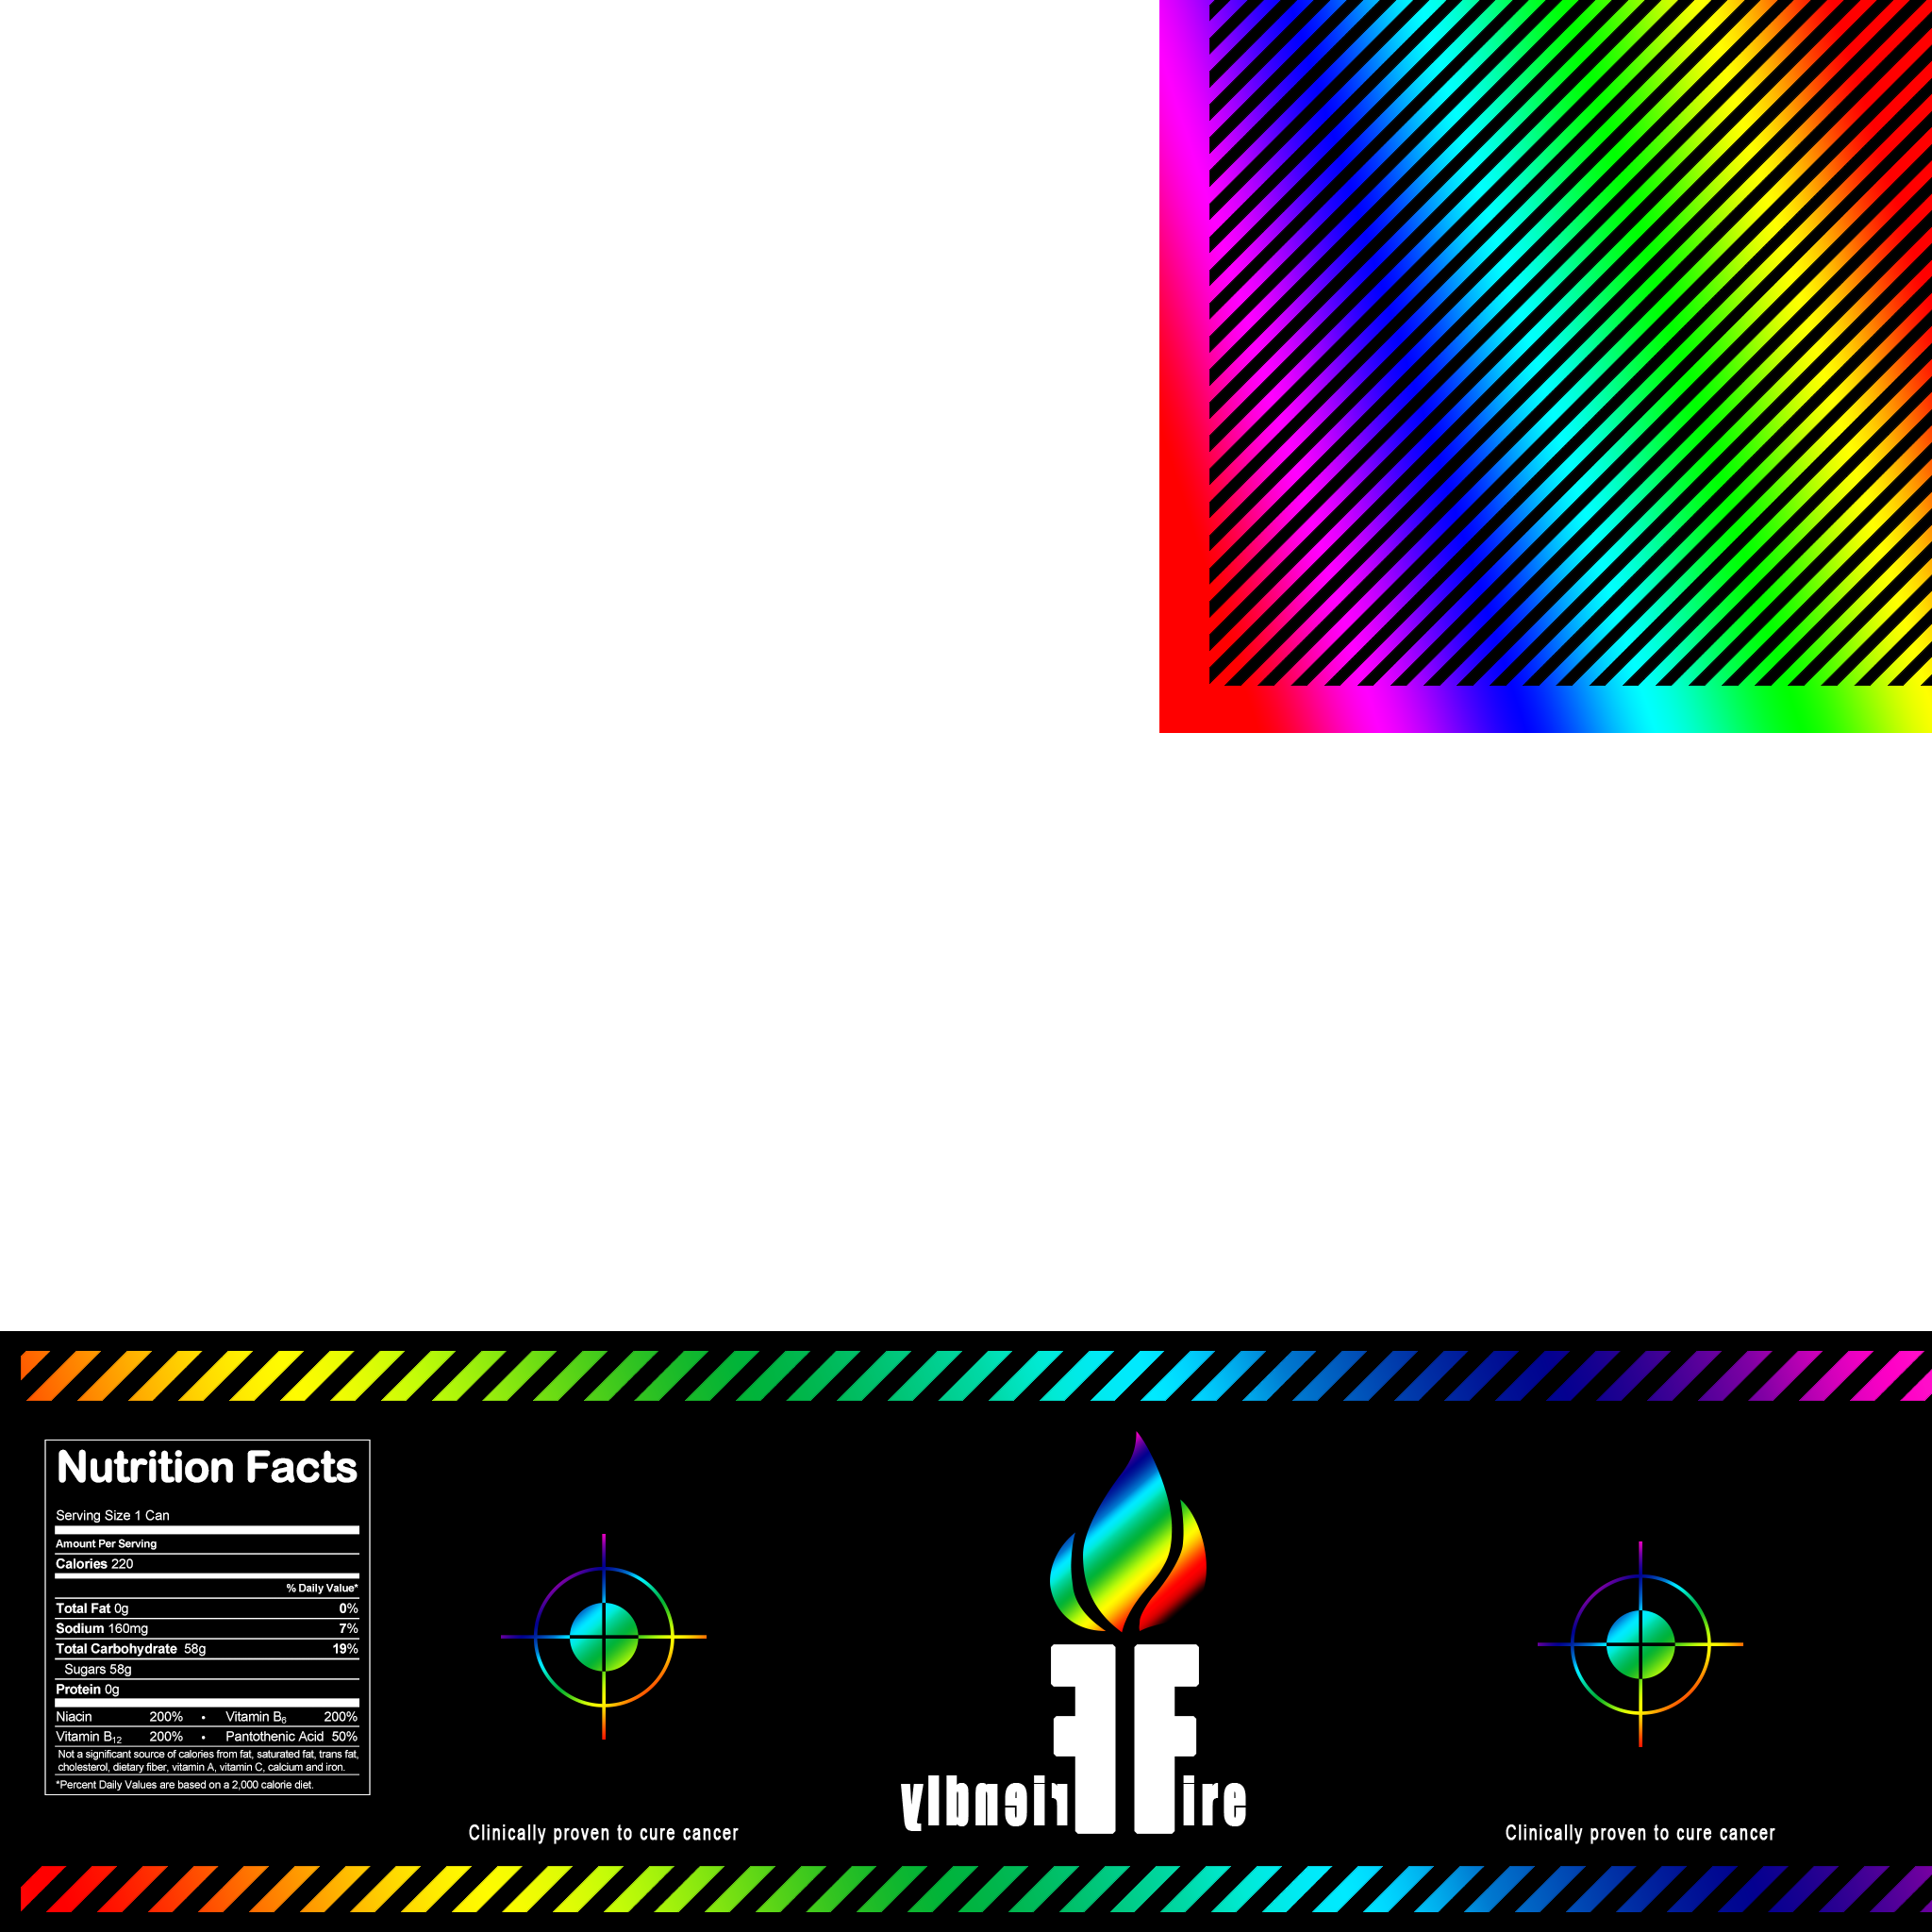 Nutrition Facts
Serving Size 1 Can
Amount Per Serving
Calories 220
% Daily Value*
Total Fat 0g 0%
Sodium 160mg 7%
Total Carbohydrate 58g 19%
Sugars 58g
Protein 0g
Niacin 200% • Vitamin B6 200%
Vitamin B12 200% • Pantothenic Acid 50%
Not a significant source of calories from fat, saturated fat, trans fat,
cholesterol, dietary fiber, vitamin A, vitamin C, calcium and iron.
*Percent Daily Values are based on a 2,000 calorie diet.
Clinically proven to cure cancer
Friendly Fire
Clinically proven to cure cancer